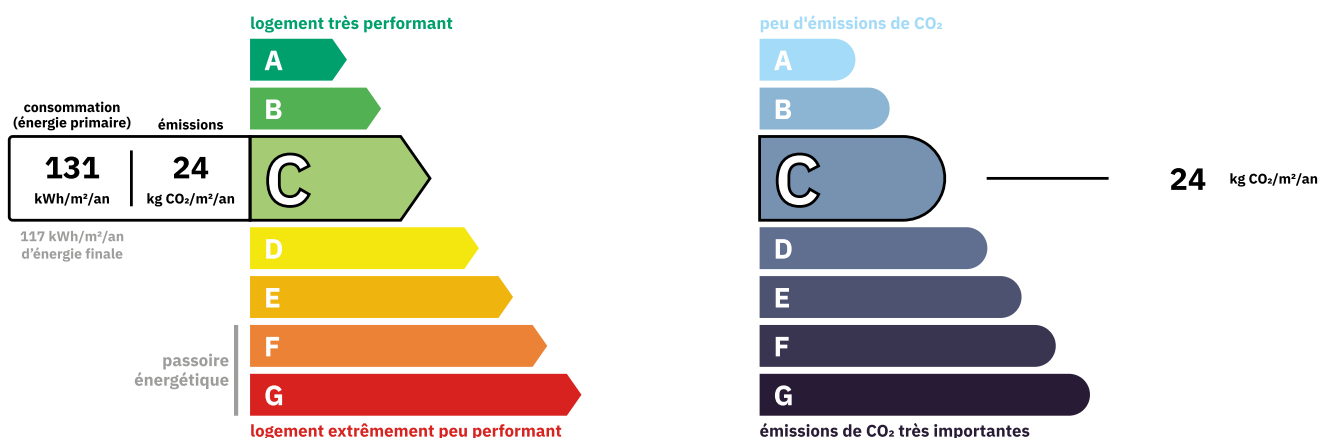 logement très performant
A
B
consommation
(énergie primaire)
émissions
131
kWh/m²/an
24
kg CO₂/m²/an
C
117 kWh/m²/an
d'énergie finale
D
E
passoire
énergétique
F
G
logement extrêmement peu performant
peu d'émissions de CO₂
A
B
C
24 kg CO₂/m²/an
D
E
F
G
émissions de CO₂ très importantes